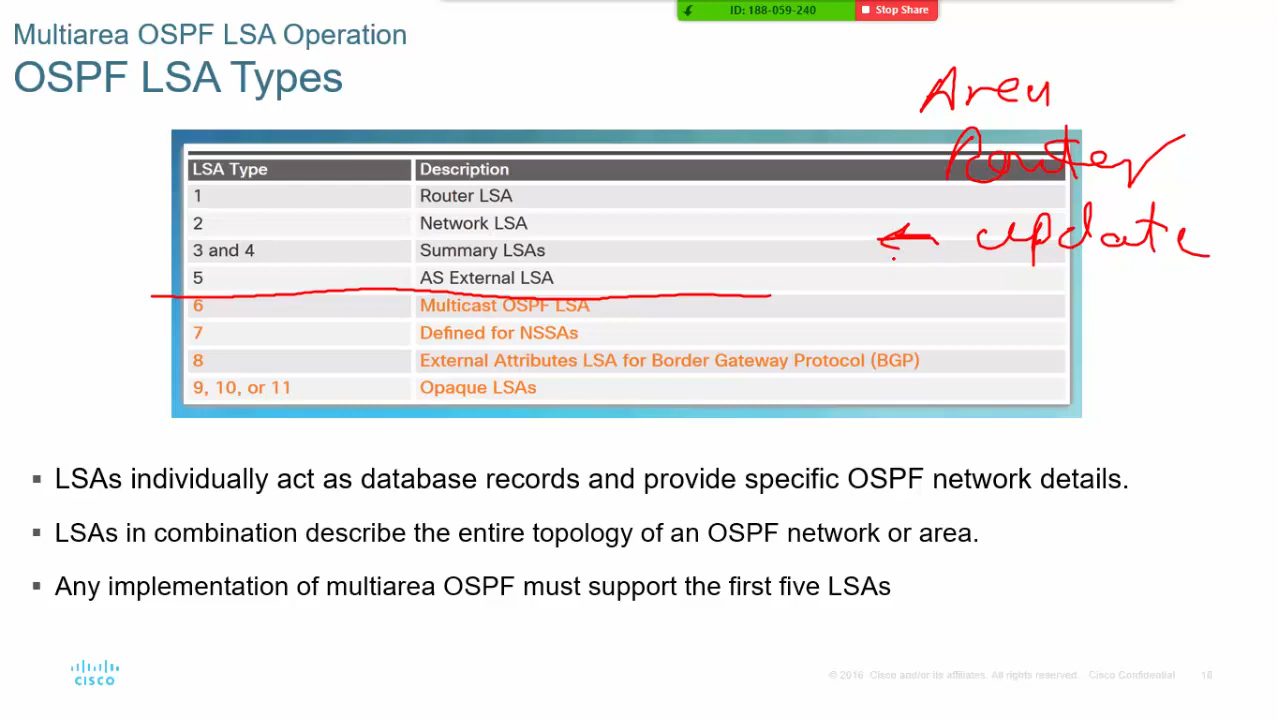 ID: 188-059-240 Stop Share
Multiarea OSPF LSA Operation
OSPF LSA Types
Area
Router
update
LSA Type Description
1 Router LSA
2 Network LSA
3 and 4 Summary LSAs
5 AS External LSA
6 Multicast OSPF LSA
7 Defined for NSSAs
8 External Attributes LSA for Border Gateway Protocol (BGP)
9, 10, or 11 Opaque LSAs
▪ LSAs individually act as database records and provide specific OSPF network details.
▪ LSAs in combination describe the entire topology of an OSPF network or area.
▪ Any implementation of multiarea OSPF must support the first five LSAs
CISCO
© 2016 Cisco and/or its affiliates. All rights reserved. Cisco Confidential 18